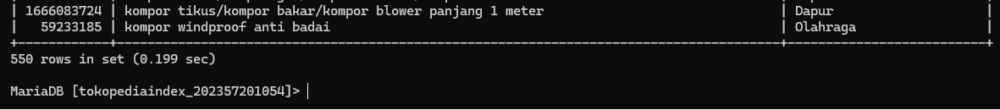 | 1666083724 | kompor tikus/kompor bakar/kompor blower panjang 1 meter | Dapur |
| 59233185 | kompor windproof anti badai | Olahraga |
+------------+--------------------------------------------------------------------------------------+--------------------------+
550 rows in set (0.199 sec)
MariaDB [tokopediaindex_202357201054]>